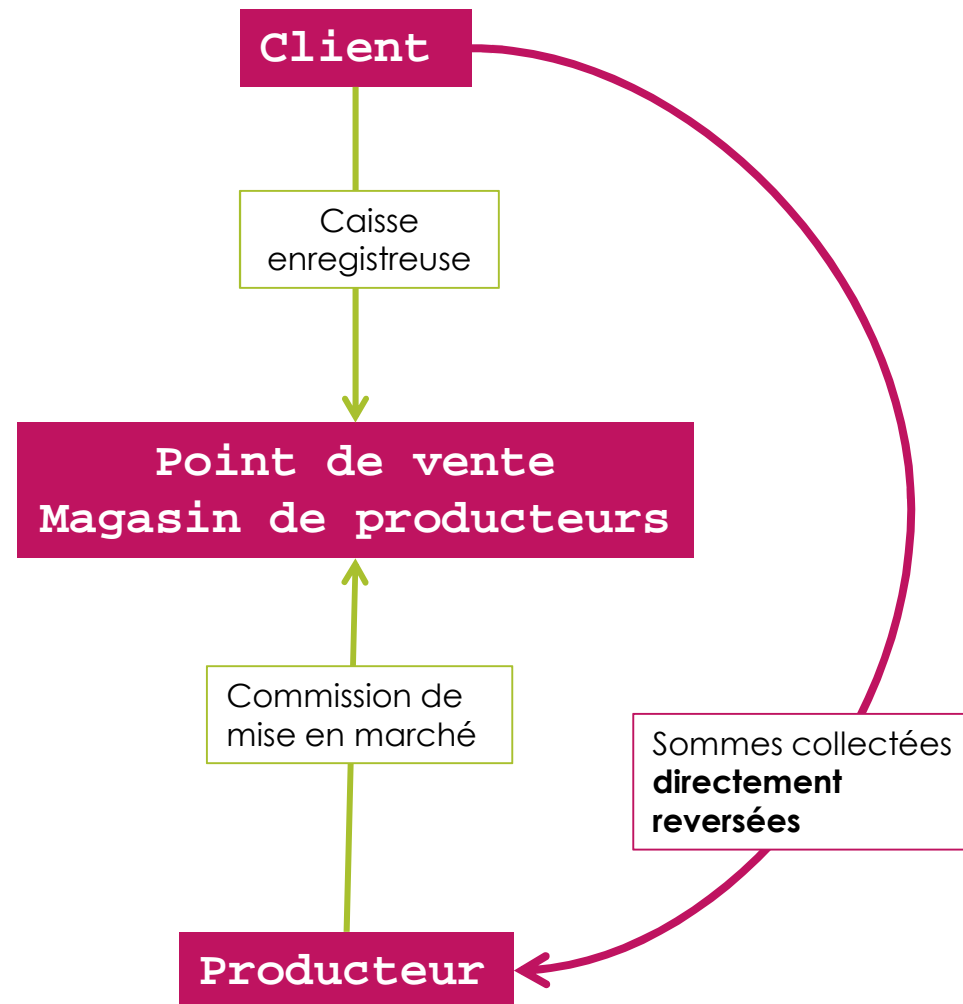 Client
Caisse
enregistreuse
Point de vente
Magasin de producteurs
Commission de
mise en marché
Sommes collectées
directement
reversées
Producteur